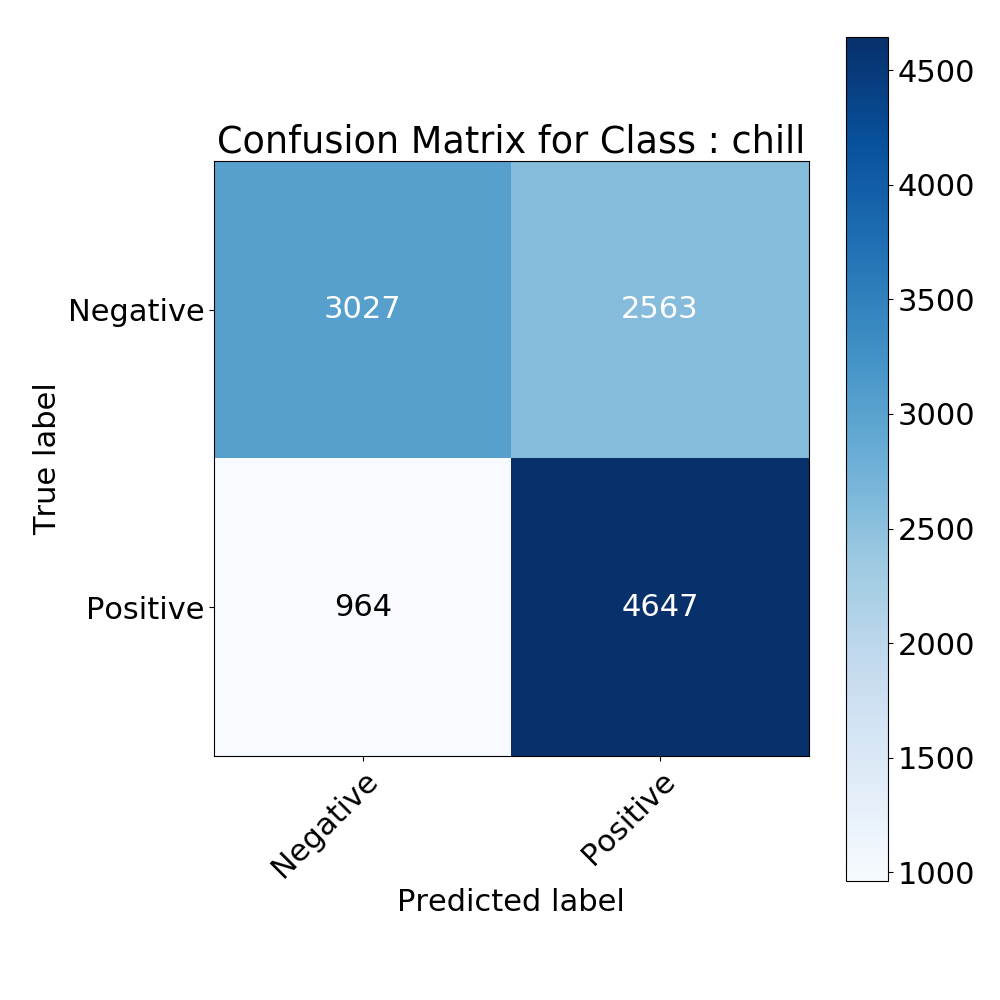 Confusion Matrix for Class : chill
4500
4000
3500
3000
2500
2000
1500
1000
True label
Negative
3027
2563
Positive
964
4647
Negative
Positive
Predicted label